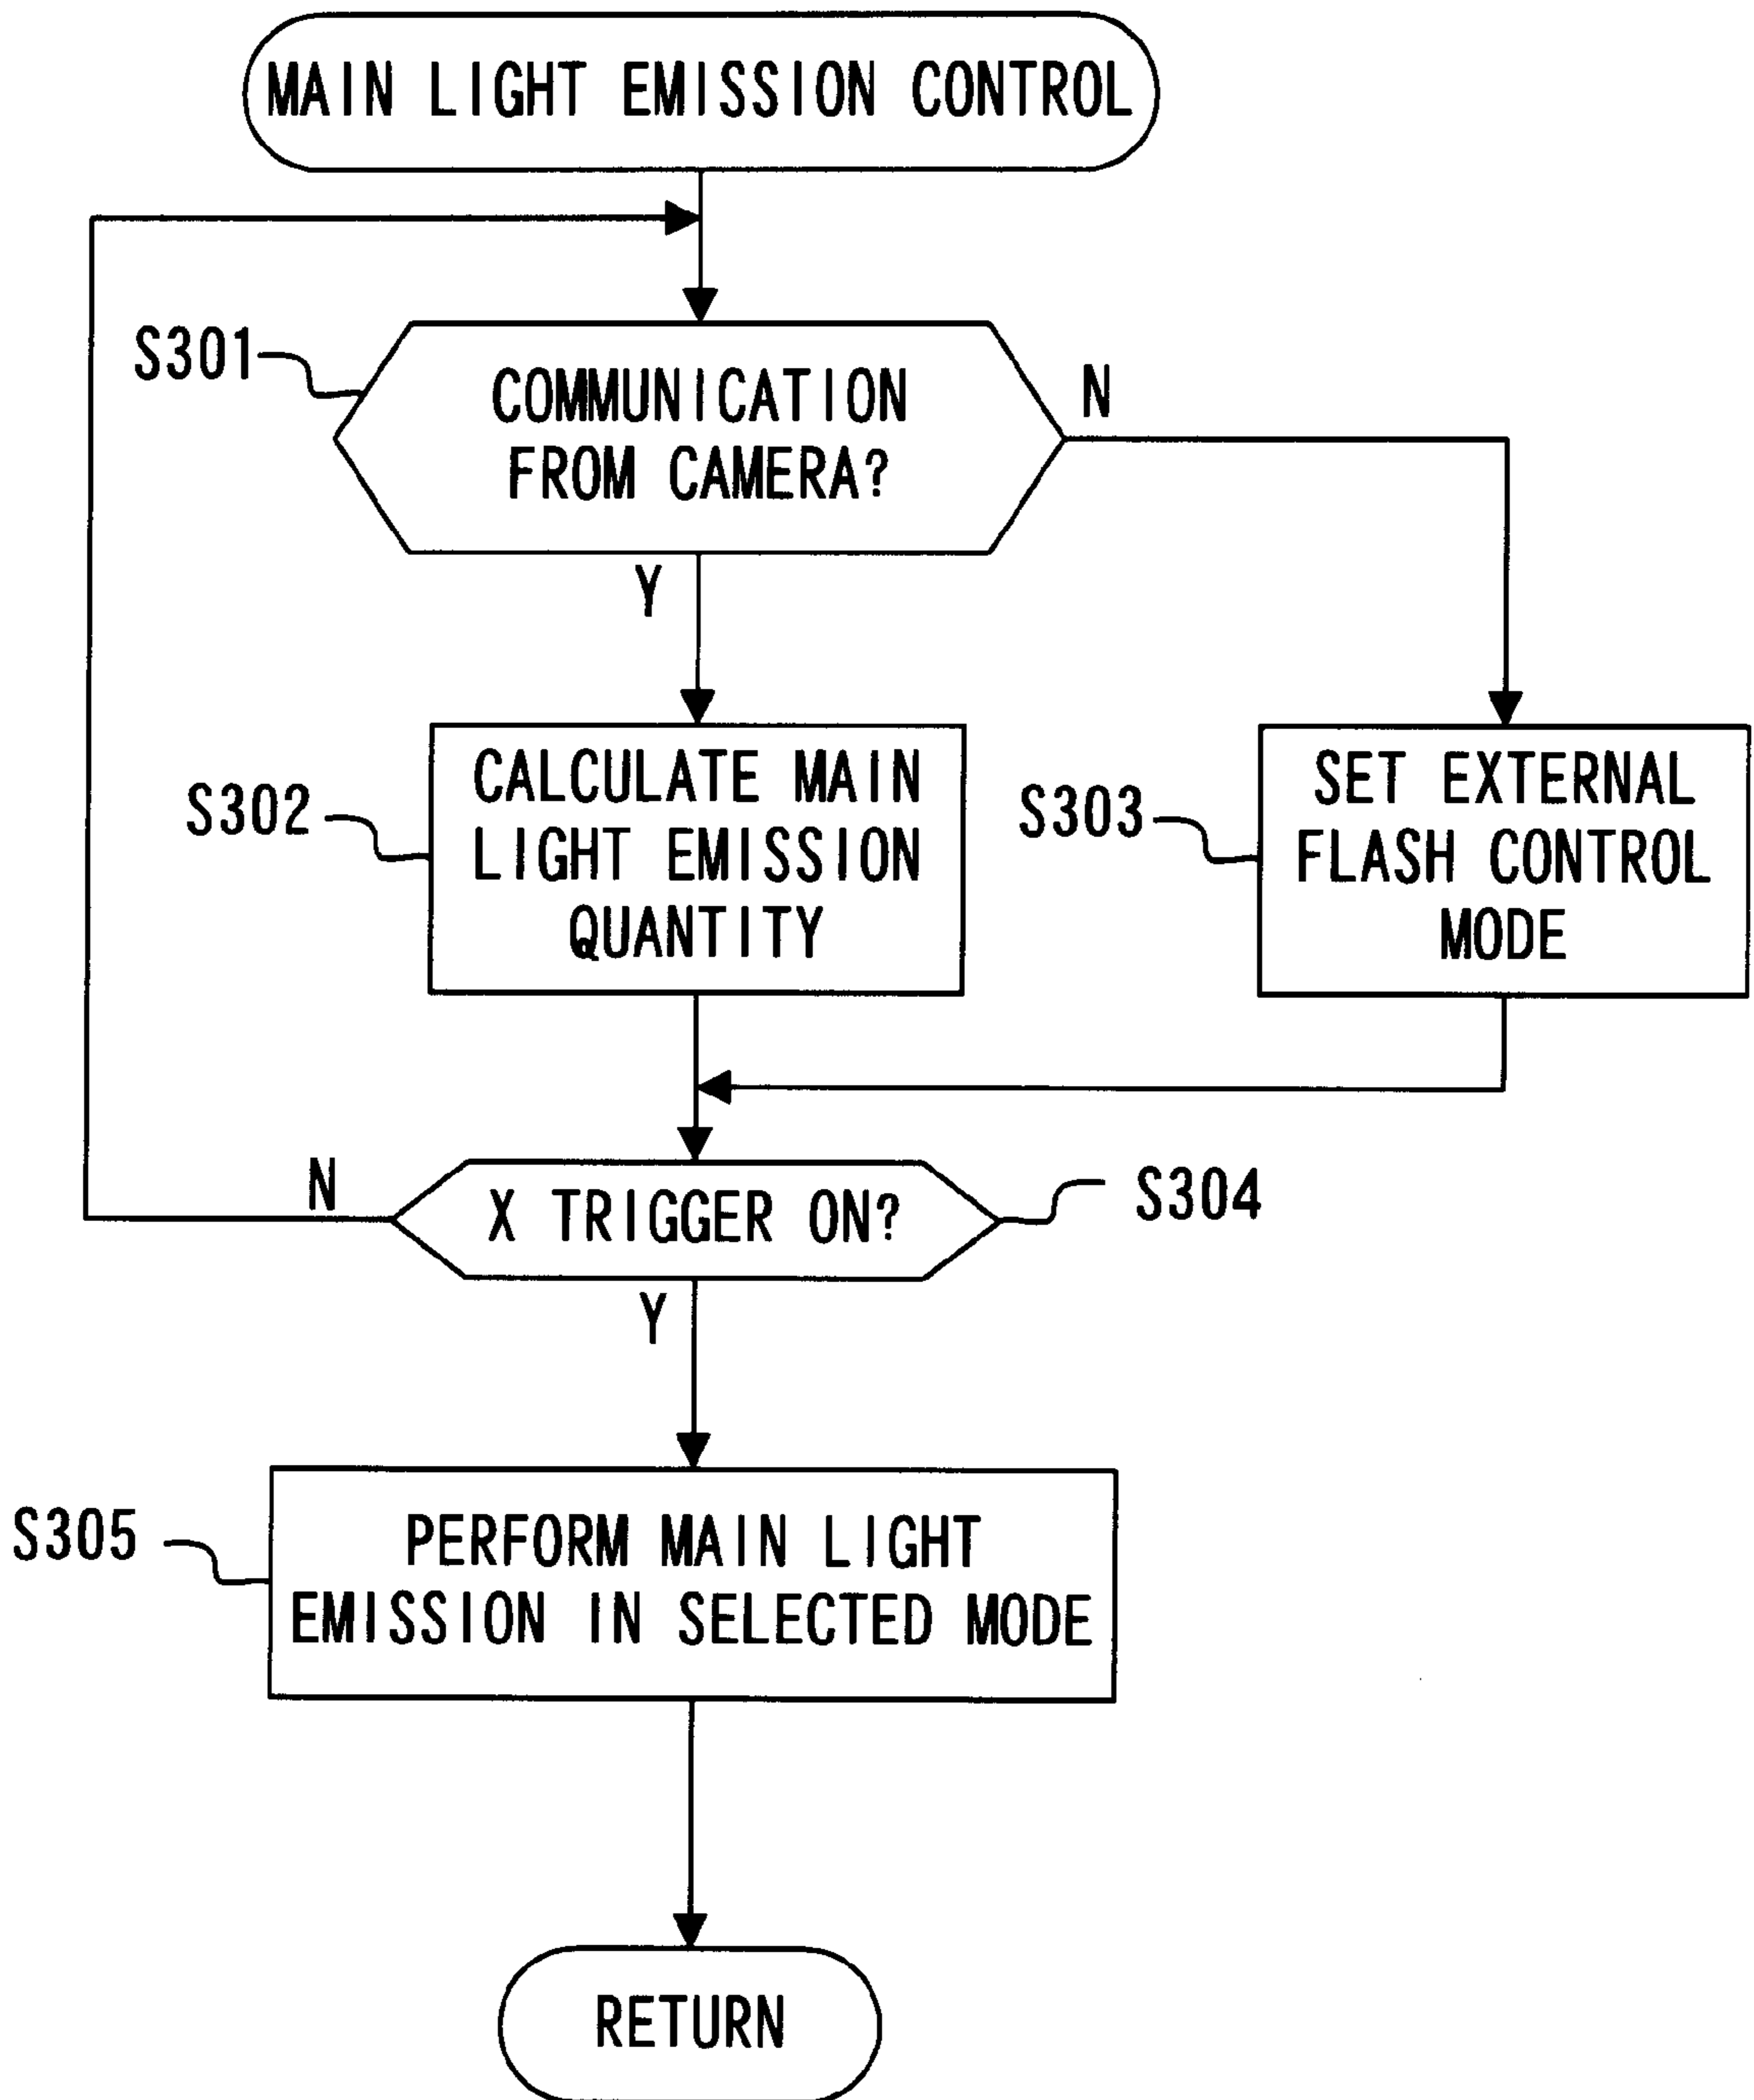 MAIN LIGHT EMISSION CONTROL
S301
COMMUNICATION
FROM CAMERA?
N
Y
S302
CALCULATE MAIN
LIGHT EMISSION
QUANTITY
S303
SET EXTERNAL
FLASH CONTROL
MODE
N
X TRIGGER ON?
S304
Y
S305
PERFORM MAIN LIGHT
EMISSION IN SELECTED MODE
RETURN